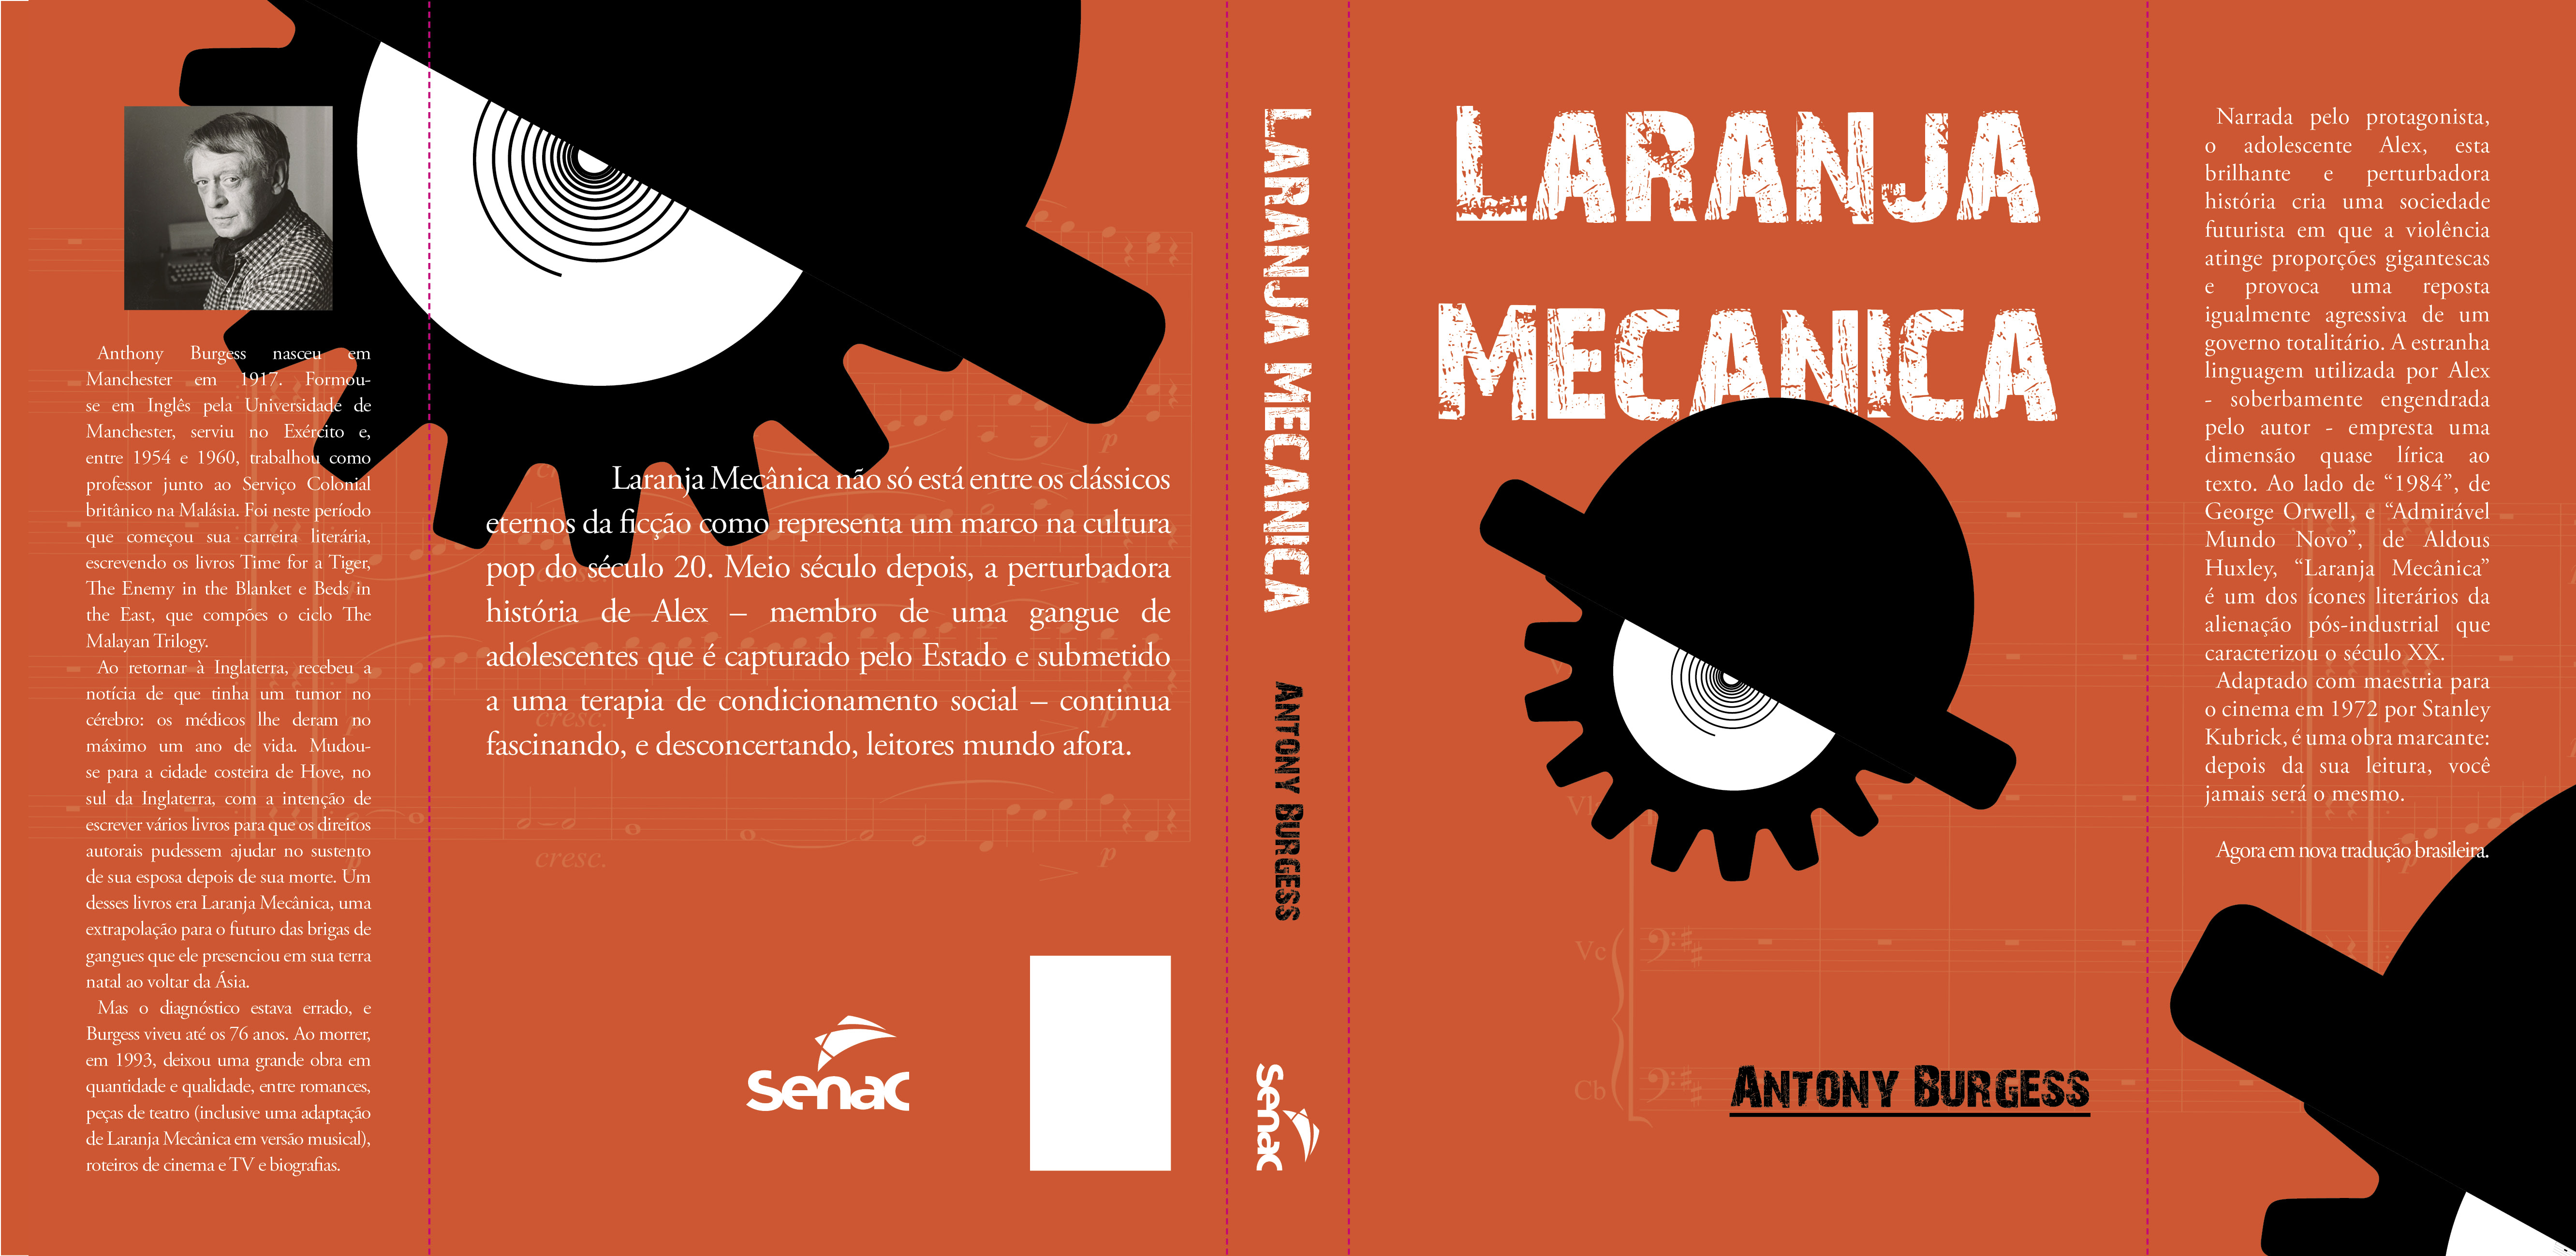 Anthony Burgess nasceu em
Manchester em 1917. Formou-
se em Inglês pela Universidade de
Manchester, serviu no Exército e,
entre 1954 e 1960, trabalhou como
professor junto ao Serviço Colonial
britânico na Malásia. Foi neste período
que começou sua carreira literária,
escrevendo os livros Time for a Tiger,
The Enemy in the Blanket e Beds in
the East, que compões o ciclo The
Malayan Trilogy.
Ao retornar à Inglaterra, recebeu a
notícia de que tinha um tumor no
cérebro: os médicos lhe deram no
máximo um ano de vida. Mudou-
se para a cidade costeira de Hove, no
sul da Inglaterra, com a intenção de
escrever vários livros para que os direitos
autorais pudessem ajudar no sustento
de sua esposa depois de sua morte. Um
desses livros era Laranja Mecânica, uma
extrapolação para o futuro das brigas de
gangues que ele presenciou em sua terra
natal ao voltar da Ásia.
Mas o diagnóstico estava errado, e
Burgess viveu até os 76 anos. Ao morrer,
em 1993, deixou uma grande obra em
quantidade e qualidade, entre romances,
peças de teatro (inclusive uma adaptação
de Laranja Mecânica em versão musical),
roteiros de cinema e TV e biografias.
Laranja Mecânica não só está entre os clássicos
eternos da ficção como representa um marco na cultura
pop do século 20. Meio século depois, a perturbadora
história de Alex – membro de uma gangue de
adolescentes que é capturado pelo Estado e submetido
a uma terapia de condicionamento social – continua
fascinando, e desconcertando, leitores mundo afora.
cresc.
cresc.
p
p
p
senac
LARANJA MECANICA
ANTONY BURGESS
senac
LARANJA
MECANICA
Vc
Cb
ANTONY BURGESS
Narrada pelo protagonista,
o adolescente Alex, esta
brilhante e perturbadora
história cria uma sociedade
futurista em que a violência
atinge proporções gigantescas
e provoca uma reposta
igualmente agressiva de um
governo totalitário. A estranha
linguagem utilizada por Alex
- soberbamente engendrada
pelo autor - empresta uma
dimensão quase lírica ao
texto. Ao lado de “1984”, de
George Orwell, e “Admirável
Mundo Novo”, de Aldous
Huxley, “Laranja Mecânica”
é um dos ícones literários da
alienação pós-industrial que
caracterizou o século XX.
Adaptado com maestria para
o cinema em 1972 por Stanley
Kubrick, é uma obra marcante:
depois da sua leitura, você
jamais será o mesmo.
Agora em nova tradução brasileira.